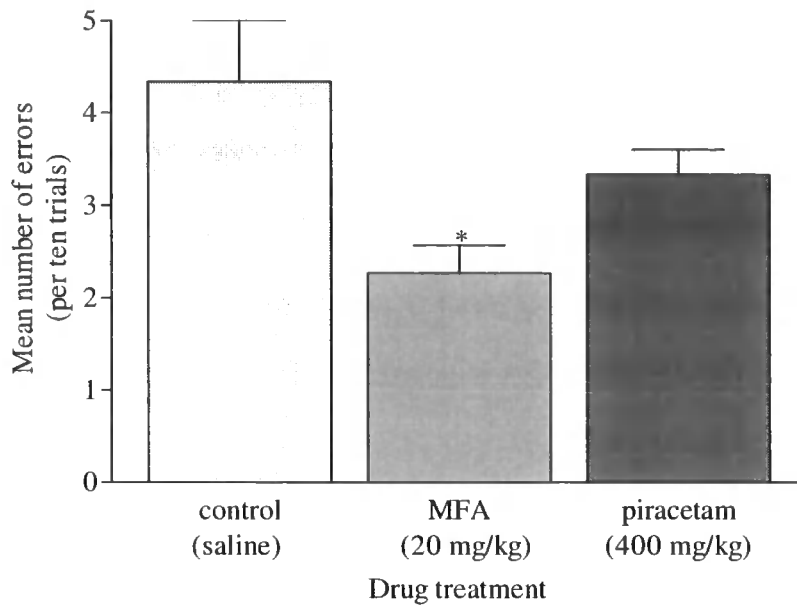 Mean number of errors
(per ten trials)
5
4
3
2
1
0
*
control
(saline)
MFA
(20 mg/kg)
piracetam
(400 mg/kg)
Drug treatment